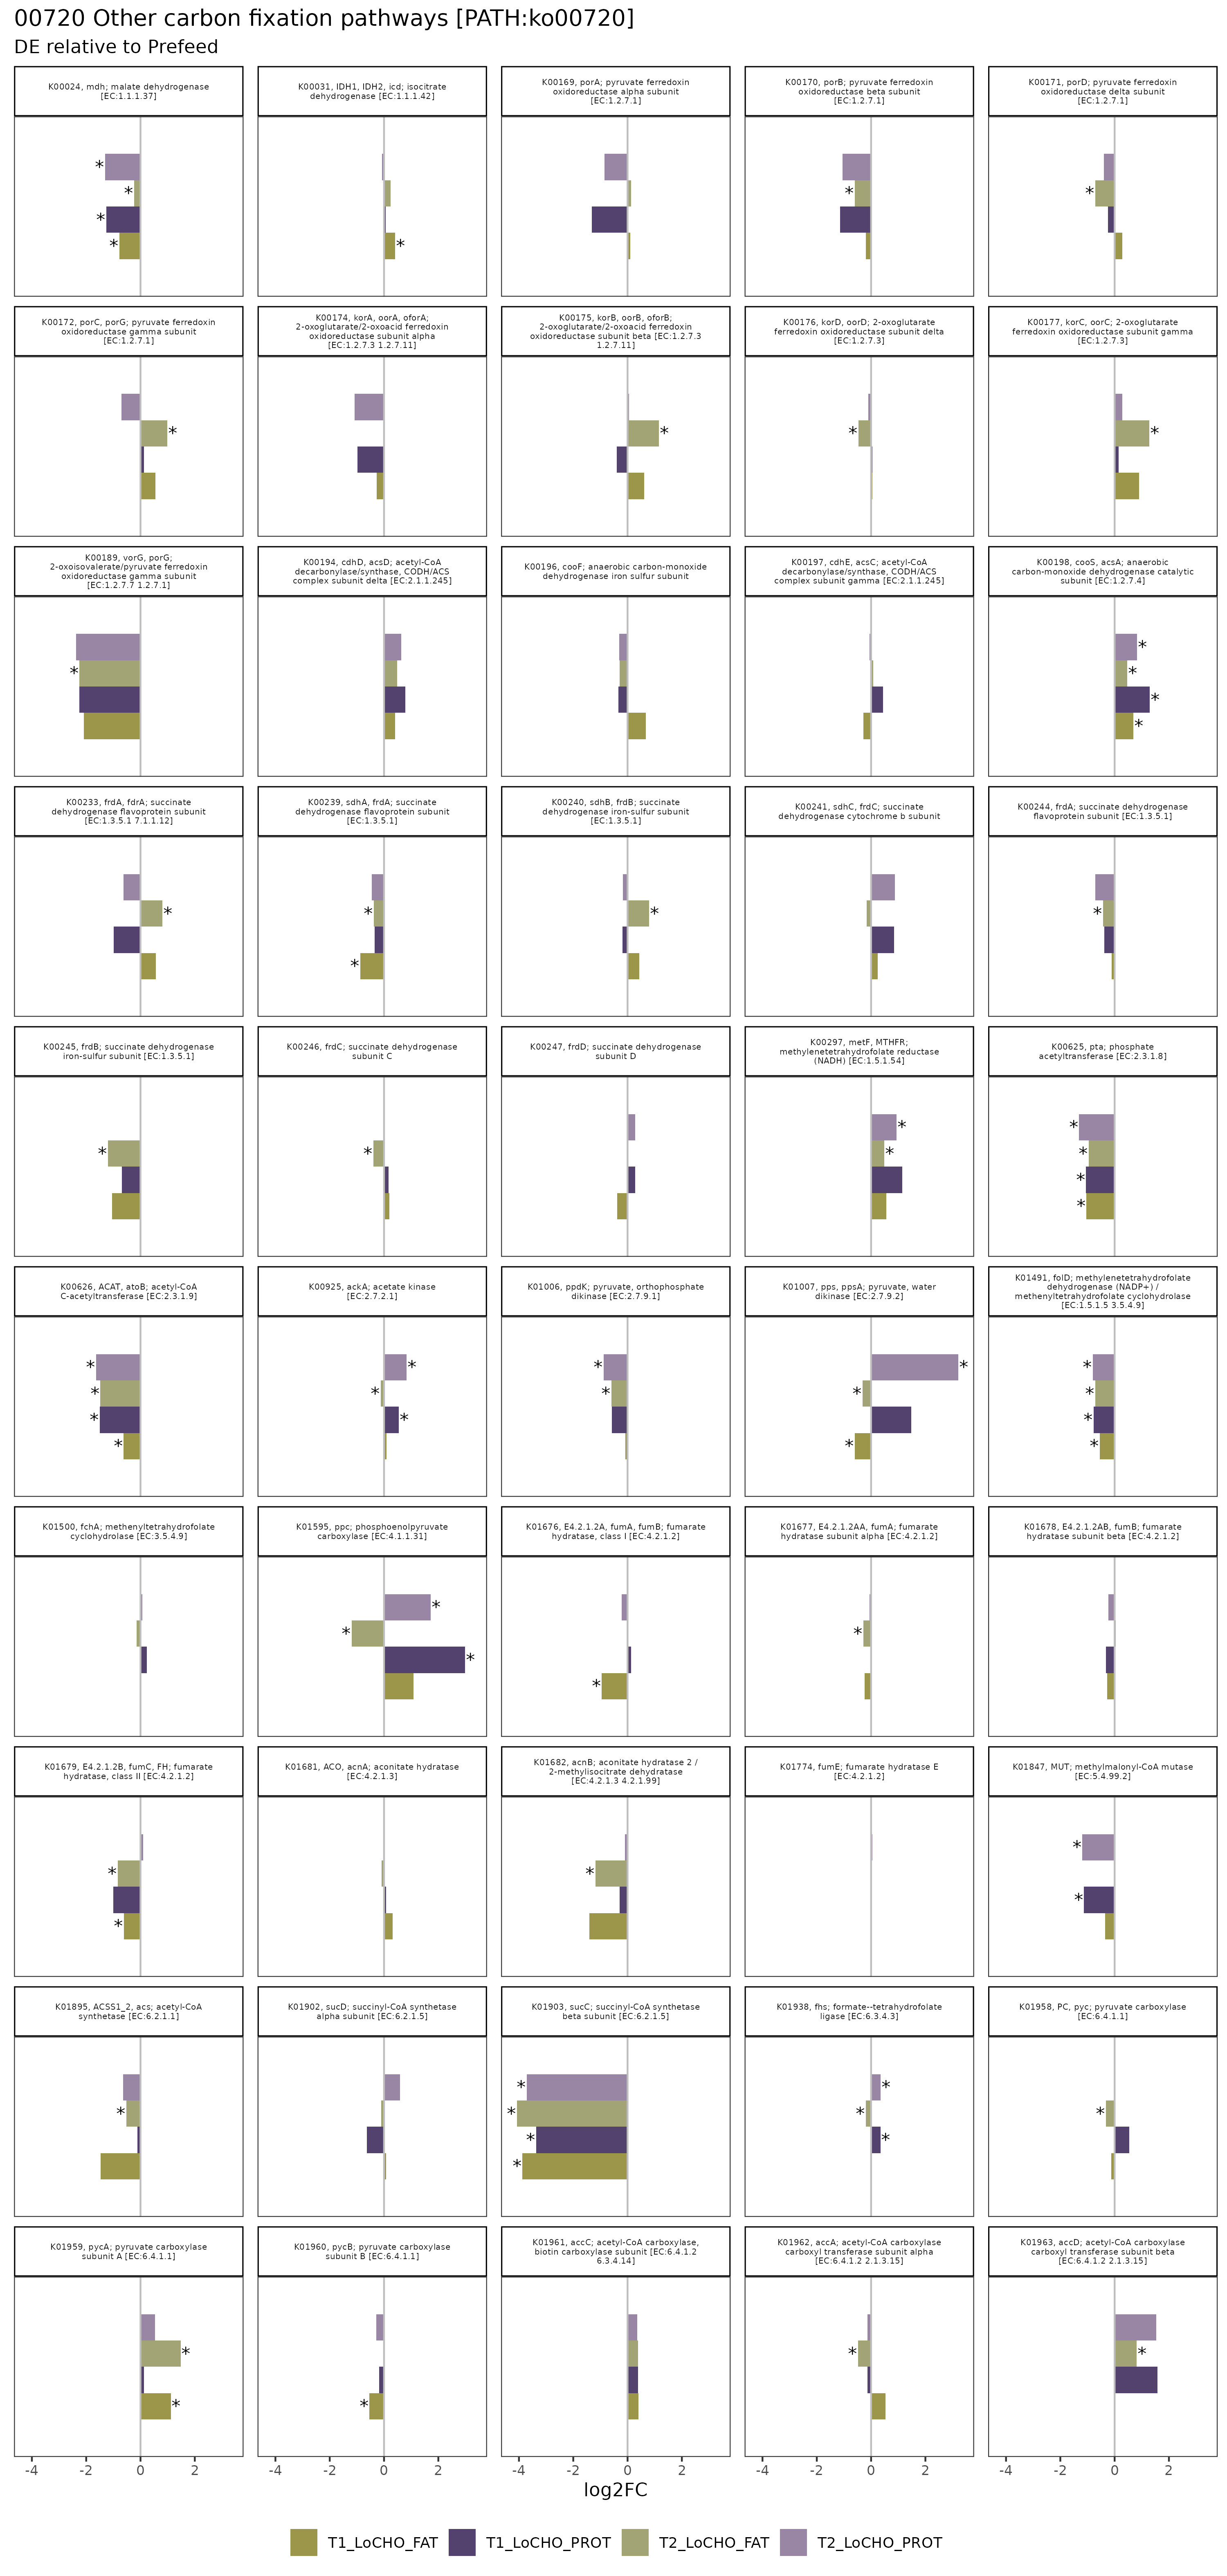 00720 Other carbon fixation pathways [PATH:ko00720]
DE relative to Prefeed
K00024, mdh; malate dehydrogenase
[EC:1.1.1.37]
K00031, IDH1, IDH2, icd; isocitrate
dehydrogenase [EC:1.1.1.42]
K00169, porA; pyruvate ferredoxin
oxidoreductase alpha subunit
[EC:1.2.7.1]
K00170, porB; pyruvate ferredoxin
oxidoreductase beta subunit
[EC:1.2.7.1]
K00171, porD; pyruvate ferredoxin
oxidoreductase delta subunit
[EC:1.2.7.1]
K00172, porC, porG; pyruvate ferredoxin
oxidoreductase gamma subunit
[EC:1.2.7.1]
K00174, korA, oorA, oforA;
2-oxoglutarate/2-oxoacid ferredoxin
oxidoreductase subunit alpha
[EC:1.2.7.3 1.2.7.11]
K00175, korB, oorB, oforB;
2-oxoglutarate/2-oxoacid ferredoxin
oxidoreductase subunit beta [EC:1.2.7.3
1.2.7.11]
K00176, korD, oorD; 2-oxoglutarate
ferredoxin oxidoreductase subunit delta
[EC:1.2.7.3]
K00177, korC, oorC; 2-oxoglutarate
ferredoxin oxidoreductase subunit gamma
[EC:1.2.7.3]
K00189, vorG, porG;
2-oxoisovalerate/pyruvate ferredoxin
oxidoreductase gamma subunit
[EC:1.2.7.7 1.2.7.1]
K00194, cdhD, acsD; acetyl-CoA
decarbonylase/synthase, CODH/ACS
complex subunit delta [EC:2.1.1.245]
K00196, cooF; anaerobic carbon-monoxide
dehydrogenase iron sulfur subunit
K00197, cdhE, acsC; acetyl-CoA
decarbonylase/synthase, CODH/ACS
complex subunit gamma [EC:2.1.1.245]
K00198, cooS, acsA; anaerobic
carbon-monoxide dehydrogenase catalytic
subunit [EC:1.2.7.4]
K00233, frdA, fdrA; succinate
dehydrogenase flavoprotein subunit
[EC:1.3.5.1 7.1.1.12]
K00239, sdhA, frdA; succinate
dehydrogenase flavoprotein subunit
[EC:1.3.5.1]
K00240, sdhB, frdB; succinate
dehydrogenase iron-sulfur subunit
[EC:1.3.5.1]
K00241, sdhC, frdC; succinate
dehydrogenase cytochrome b subunit
K00244, frdA; succinate dehydrogenase
flavoprotein subunit [EC:1.3.5.1]
K00245, frdB; succinate dehydrogenase
iron-sulfur subunit [EC:1.3.5.1]
K00246, frdC; succinate dehydrogenase
subunit C
K00247, frdD; succinate dehydrogenase
subunit D
K00297, metF, MTHFR;
methylenetetrahydrofolate reductase
(NADH) [EC:1.5.1.54]
K00625, pta; phosphate
acetyltransferase [EC:2.3.1.8]
K00626, ACAT, atoB; acetyl-CoA
C-acetyltransferase [EC:2.3.1.9]
K00925, ackA; acetate kinase
[EC:2.7.2.1]
K01006, ppdK; pyruvate, orthophosphate
dikinase [EC:2.7.9.1]
K01007, pps, ppsA; pyruvate, water
dikinase [EC:2.7.9.2]
K01491, folD; methylenetetrahydrofolate
dehydrogenase (NADP+) /
methenyltetrahydrofolate cyclohydrolase
[EC:1.5.1.5 3.5.4.9]
K01500, fchA; methenyltetrahydrofolate
cyclohydrolase [EC:3.5.4.9]
K01595, ppc; phosphoenolpyruvate
carboxylase [EC:4.1.1.31]
K01676, E4.2.1.2A, fumA, fumB; fumarate
hydratase, class I [EC:4.2.1.2]
K01677, E4.2.1.2AA, fumA; fumarate
hydratase subunit alpha [EC:4.2.1.2]
K01678, E4.2.1.2AB, fumB; fumarate
hydratase subunit beta [EC:4.2.1.2]
K01679, E4.2.1.2B, fumC, FH; fumarate
hydratase, class II [EC:4.2.1.2]
K01681, ACO, acnA; aconitate hydratase
[EC:4.2.1.3]
K01682, acnB; aconitate hydratase 2 /
2-methylisocitrate dehydratase
[EC:4.2.1.3 4.2.1.99]
K01774, fumE; fumarate hydratase E
[EC:4.2.1.2]
K01847, MUT; methylmalonyl-CoA mutase
[EC:5.4.99.2]
K01895, ACSS1_2, acs; acetyl-CoA
synthetase [EC:6.2.1.1]
K01902, sucD; succinyl-CoA synthetase
alpha subunit [EC:6.2.1.5]
K01903, sucC; succinyl-CoA synthetase
beta subunit [EC:6.2.1.5]
K01938, fhs; formate--tetrahydrofolate
ligase [EC:6.3.4.3]
K01958, PC, pyc; pyruvate carboxylase
[EC:6.4.1.1]
K01959, pycA; pyruvate carboxylase
subunit A [EC:6.4.1.1]
K01960, pycB; pyruvate carboxylase
subunit B [EC:6.4.1.1]
K01961, accC; acetyl-CoA carboxylase,
biotin carboxylase subunit [EC:6.4.1.2
6.3.4.14]
K01962, accA; acetyl-CoA carboxylase
carboxyl transferase subunit alpha
[EC:6.4.1.2 2.1.3.15]
K01963, accD; acetyl-CoA carboxylase
carboxyl transferase subunit beta
[EC:6.4.1.2 2.1.3.15]
-4 -2 0 2 -4 -2 0 2 -4 -2 0 2 -4 -2 0 2 -4 -2 0 2
log2FC
T1_LoCHO_FAT T1_LoCHO_PROT T2_LoCHO_FAT T2_LoCHO_PROT